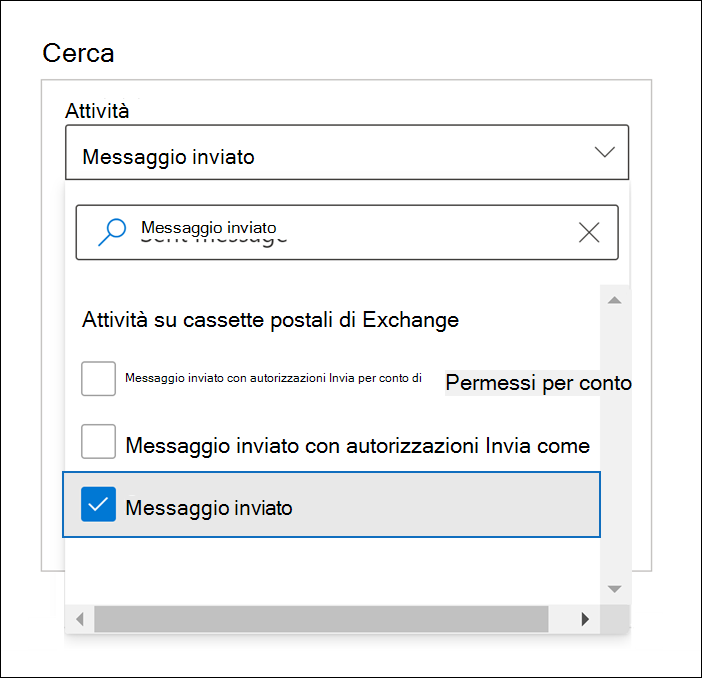 Cerca
Attività
Messaggio inviato
Messaggio inviato
Sent message
Attività su cassette postali di Exchange
Messaggio inviato con autorizzazioni Invia per conto di
Permessi per conto
Messaggio inviato con autorizzazioni Invia come
Messaggio inviato